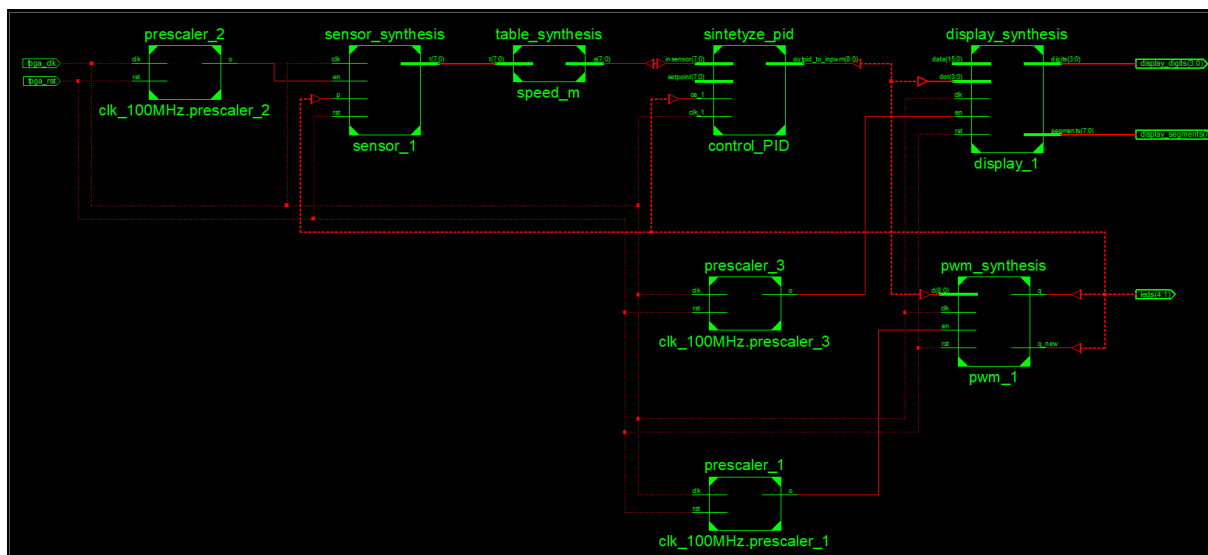 prescaler_2
clk
rst
o
clk_100MHz.prescaler_2
sensor_synthesis
clk
en
p
rst
t(7:0)
sensor_1
table_synthesis
t(7:0)
s(7:0)
speed_m
sintetyze_pid
insensor(7:0)
setpoint(7:0)
ce_1
clk_1
outpid_to_inpwm(8:0)
control_PID
display_synthesis
data(15:0)
dot(3:0)
clk
en
rst
digits(3:0)
segments(7:0)
display_1
fpga_clk
fpga_rst
display_digits(3:0)
prescaler_3
clk
rst
o
clk_100MHz.prescaler_3
pwm_synthesis
d(8:0)
clk
en
rst
q
q_new
pwm_1
leds(4:1)
prescaler_1
clk
rst
o
clk_100MHz.prescaler_1